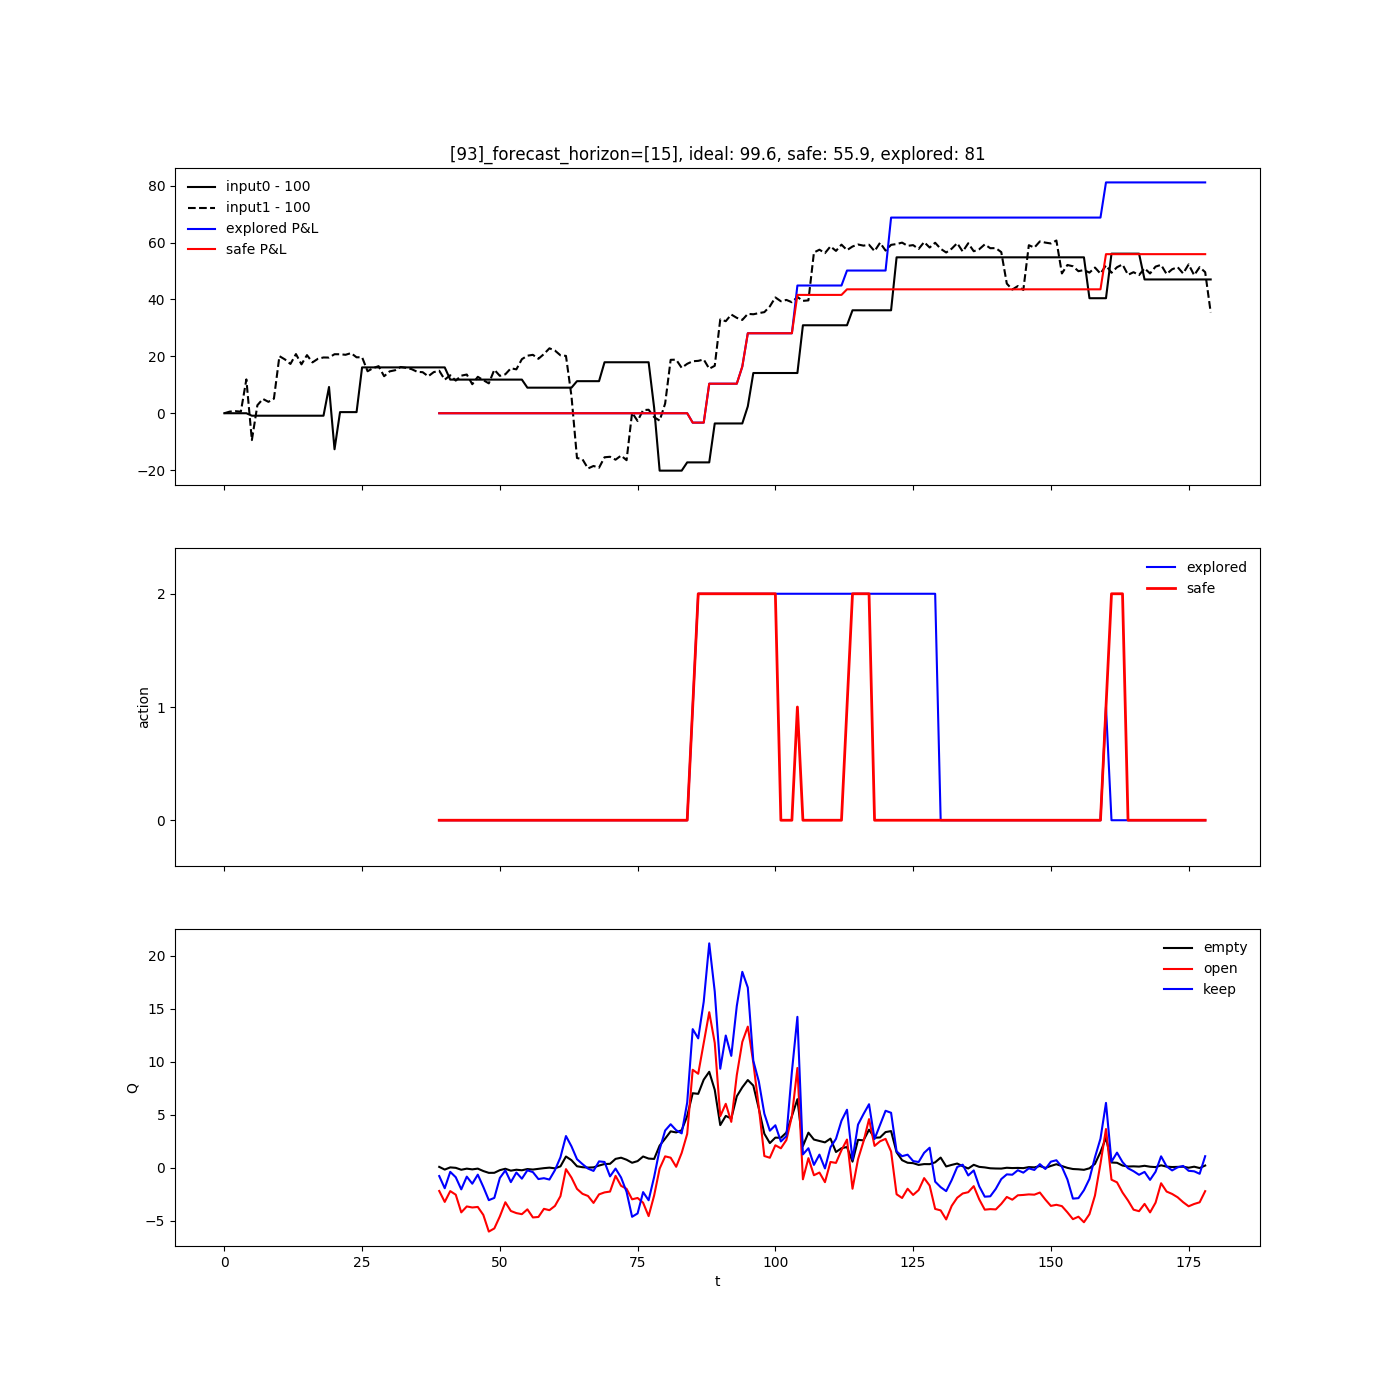 [93]_forecast_horizon=[15], ideal: 99.6, safe: 55.9, explored: 81
80
60
40
20
0
−20
input0 - 100
input1 - 100
explored P&L
safe P&L
2
1
0
action
explored
safe
20
15
10
5
0
−5
Q
empty
open
keep
0
25
50
75
100
125
150
175
t